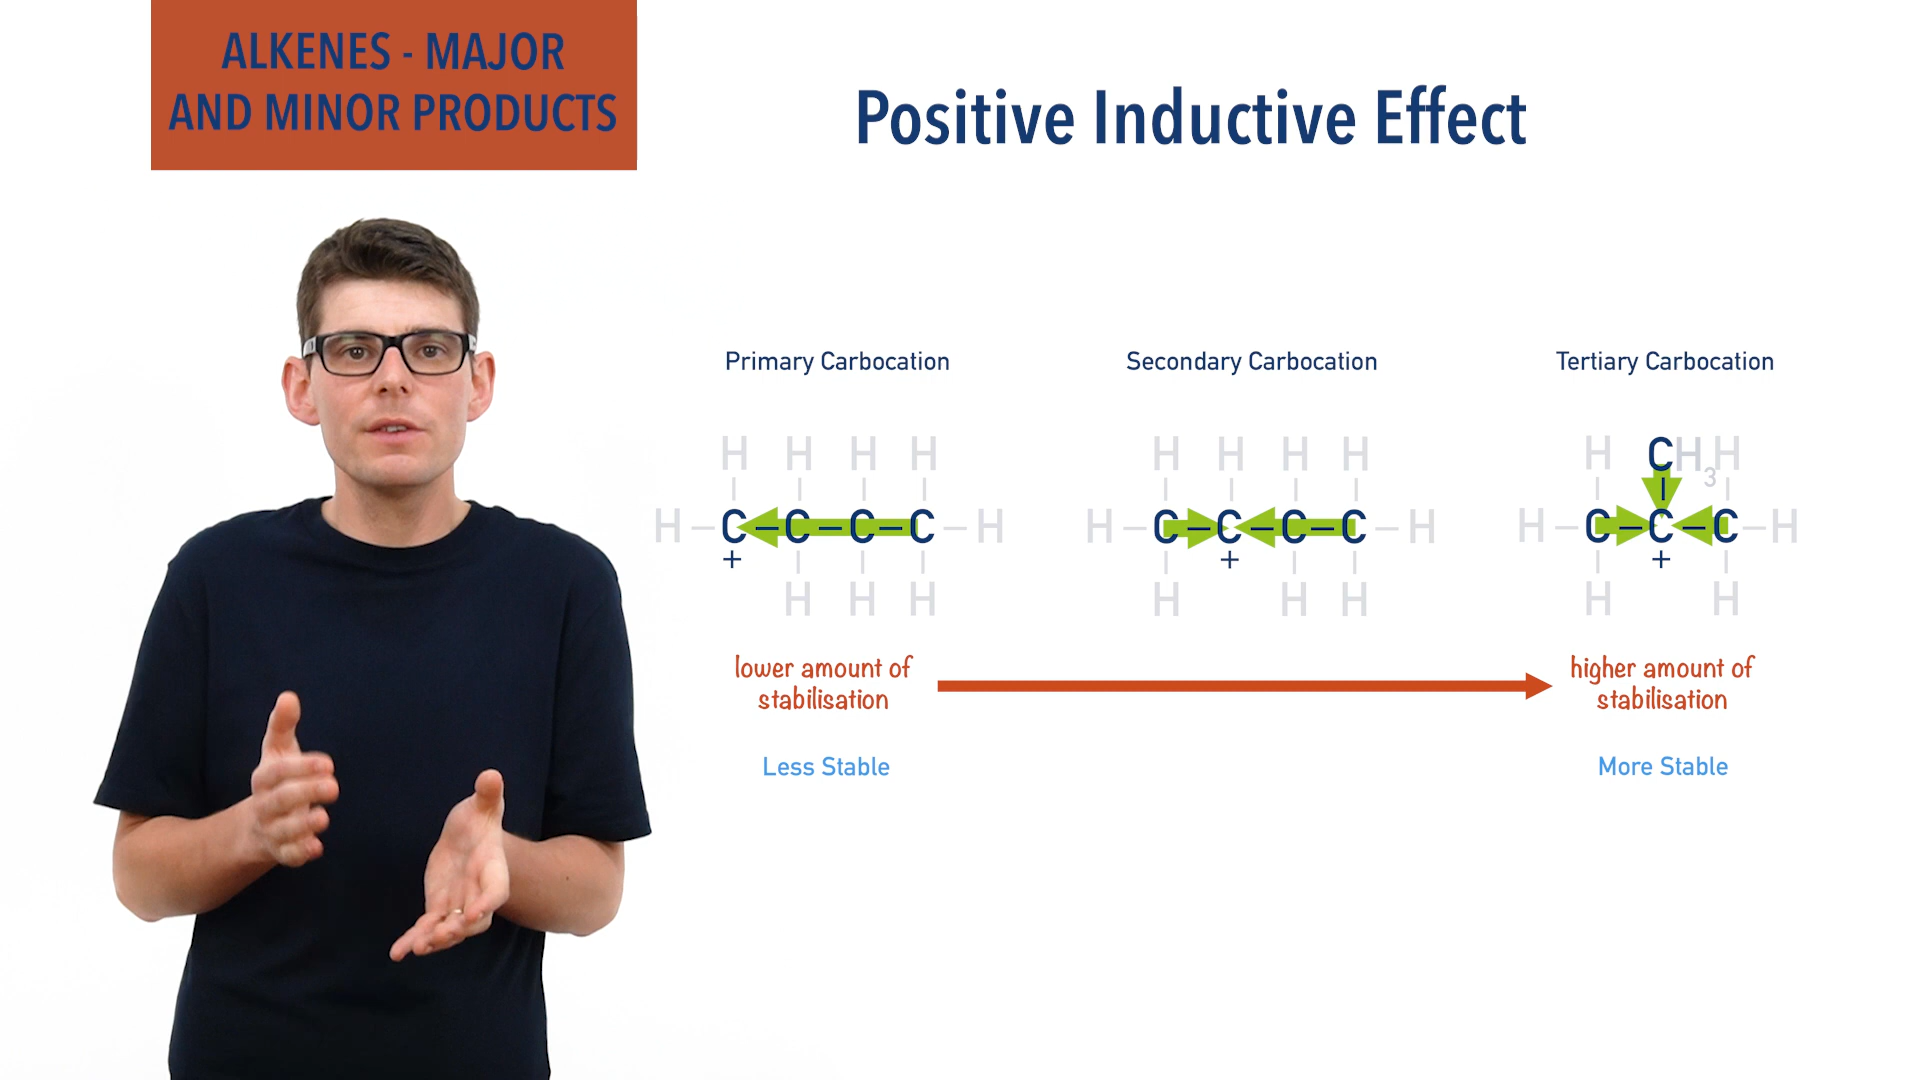 ALKENES - MAJOR
AND MINOR PRODUCTS
Positive Inductive Effect
Primary Carbocation
Secondary Carbocation
Tertiary Carbocation
H H H H
H H H H
H CH3 H
H – C – C – C – C – H
H – C – C – C – C – H
H – C – C – C – H
+
+
+
H H H
H H H
H H
lower amount of
stabilisation
higher amount of
stabilisation
Less Stable
More Stable